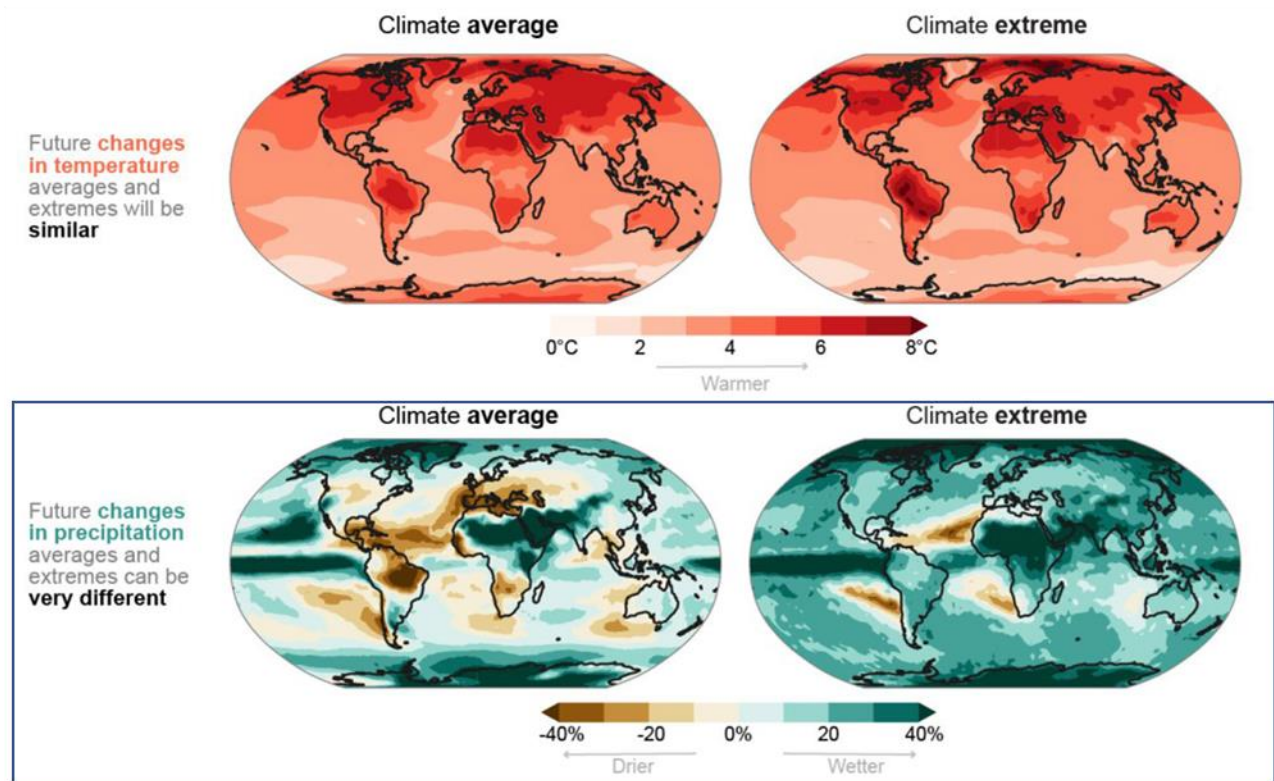 Climate average
Climate extreme
Future changes
in temperature
averages and
extremes will be
similar
0°C 2 4 6 8°C
Warmer
Climate average
Climate extreme
Future changes
in precipitation
averages and
extremes can be
very different
-40% -20 0% 20 40%
Drier
Wetter